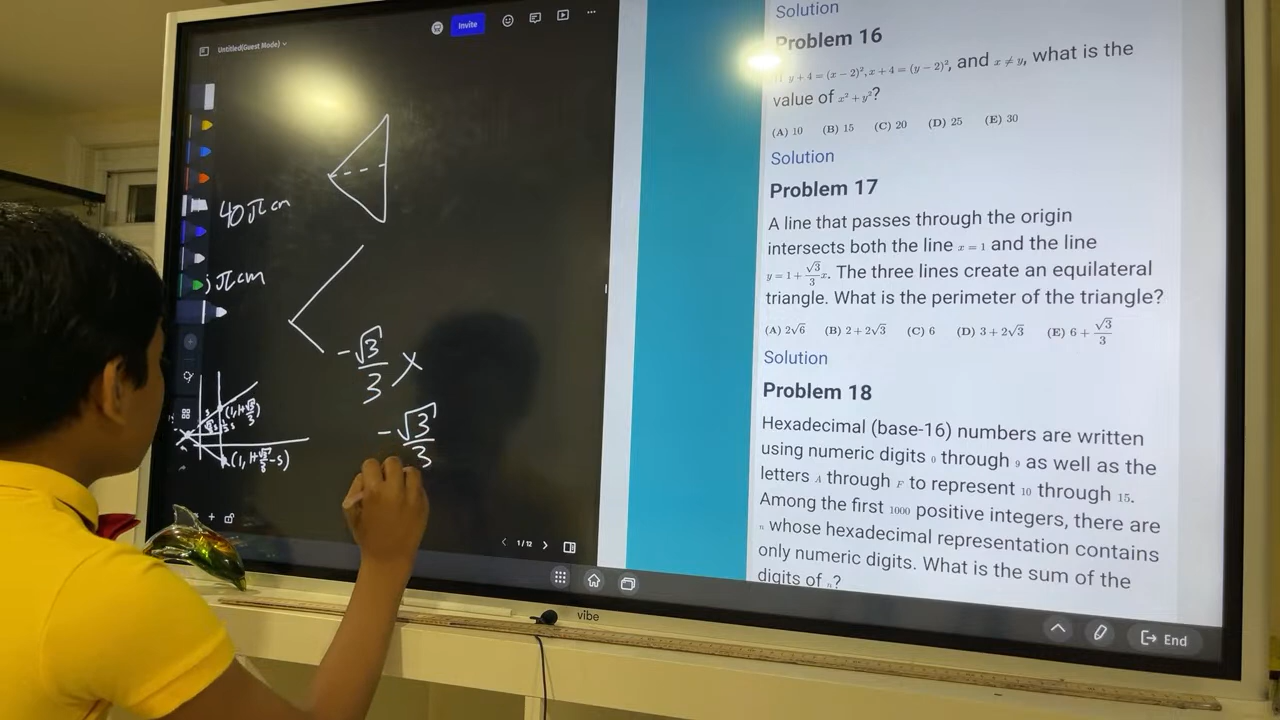 Untitled(Guest Mode)
Invite
40πcm
πcm
-√3/3 x
-√3/3
(1, 1+√3/3)
(1, 1+√3/3-s)
1/12
Solution
Problem 16
y + 4 = (x − 2)², x + 4 = (y − 2)², and x ≠ y, what is the
value of x² + y²?
(A) 10 (B) 15 (C) 20 (D) 25 (E) 30
Solution
Problem 17
A line that passes through the origin
intersects both the line x = 1 and the line
y = 1 + √3/3 x. The three lines create an equilateral
triangle. What is the perimeter of the triangle?
(A) 2√6 (B) 2 + 2√3 (C) 6 (D) 3 + 2√3 (E) 6 + √3/3
Solution
Problem 18
Hexadecimal (base-16) numbers are written
using numeric digits 0 through 9 as well as the
letters A through F to represent 10 through 15.
Among the first 1000 positive integers, there are
n whose hexadecimal representation contains
only numeric digits. What is the sum of the
digits of n?
End
vibe